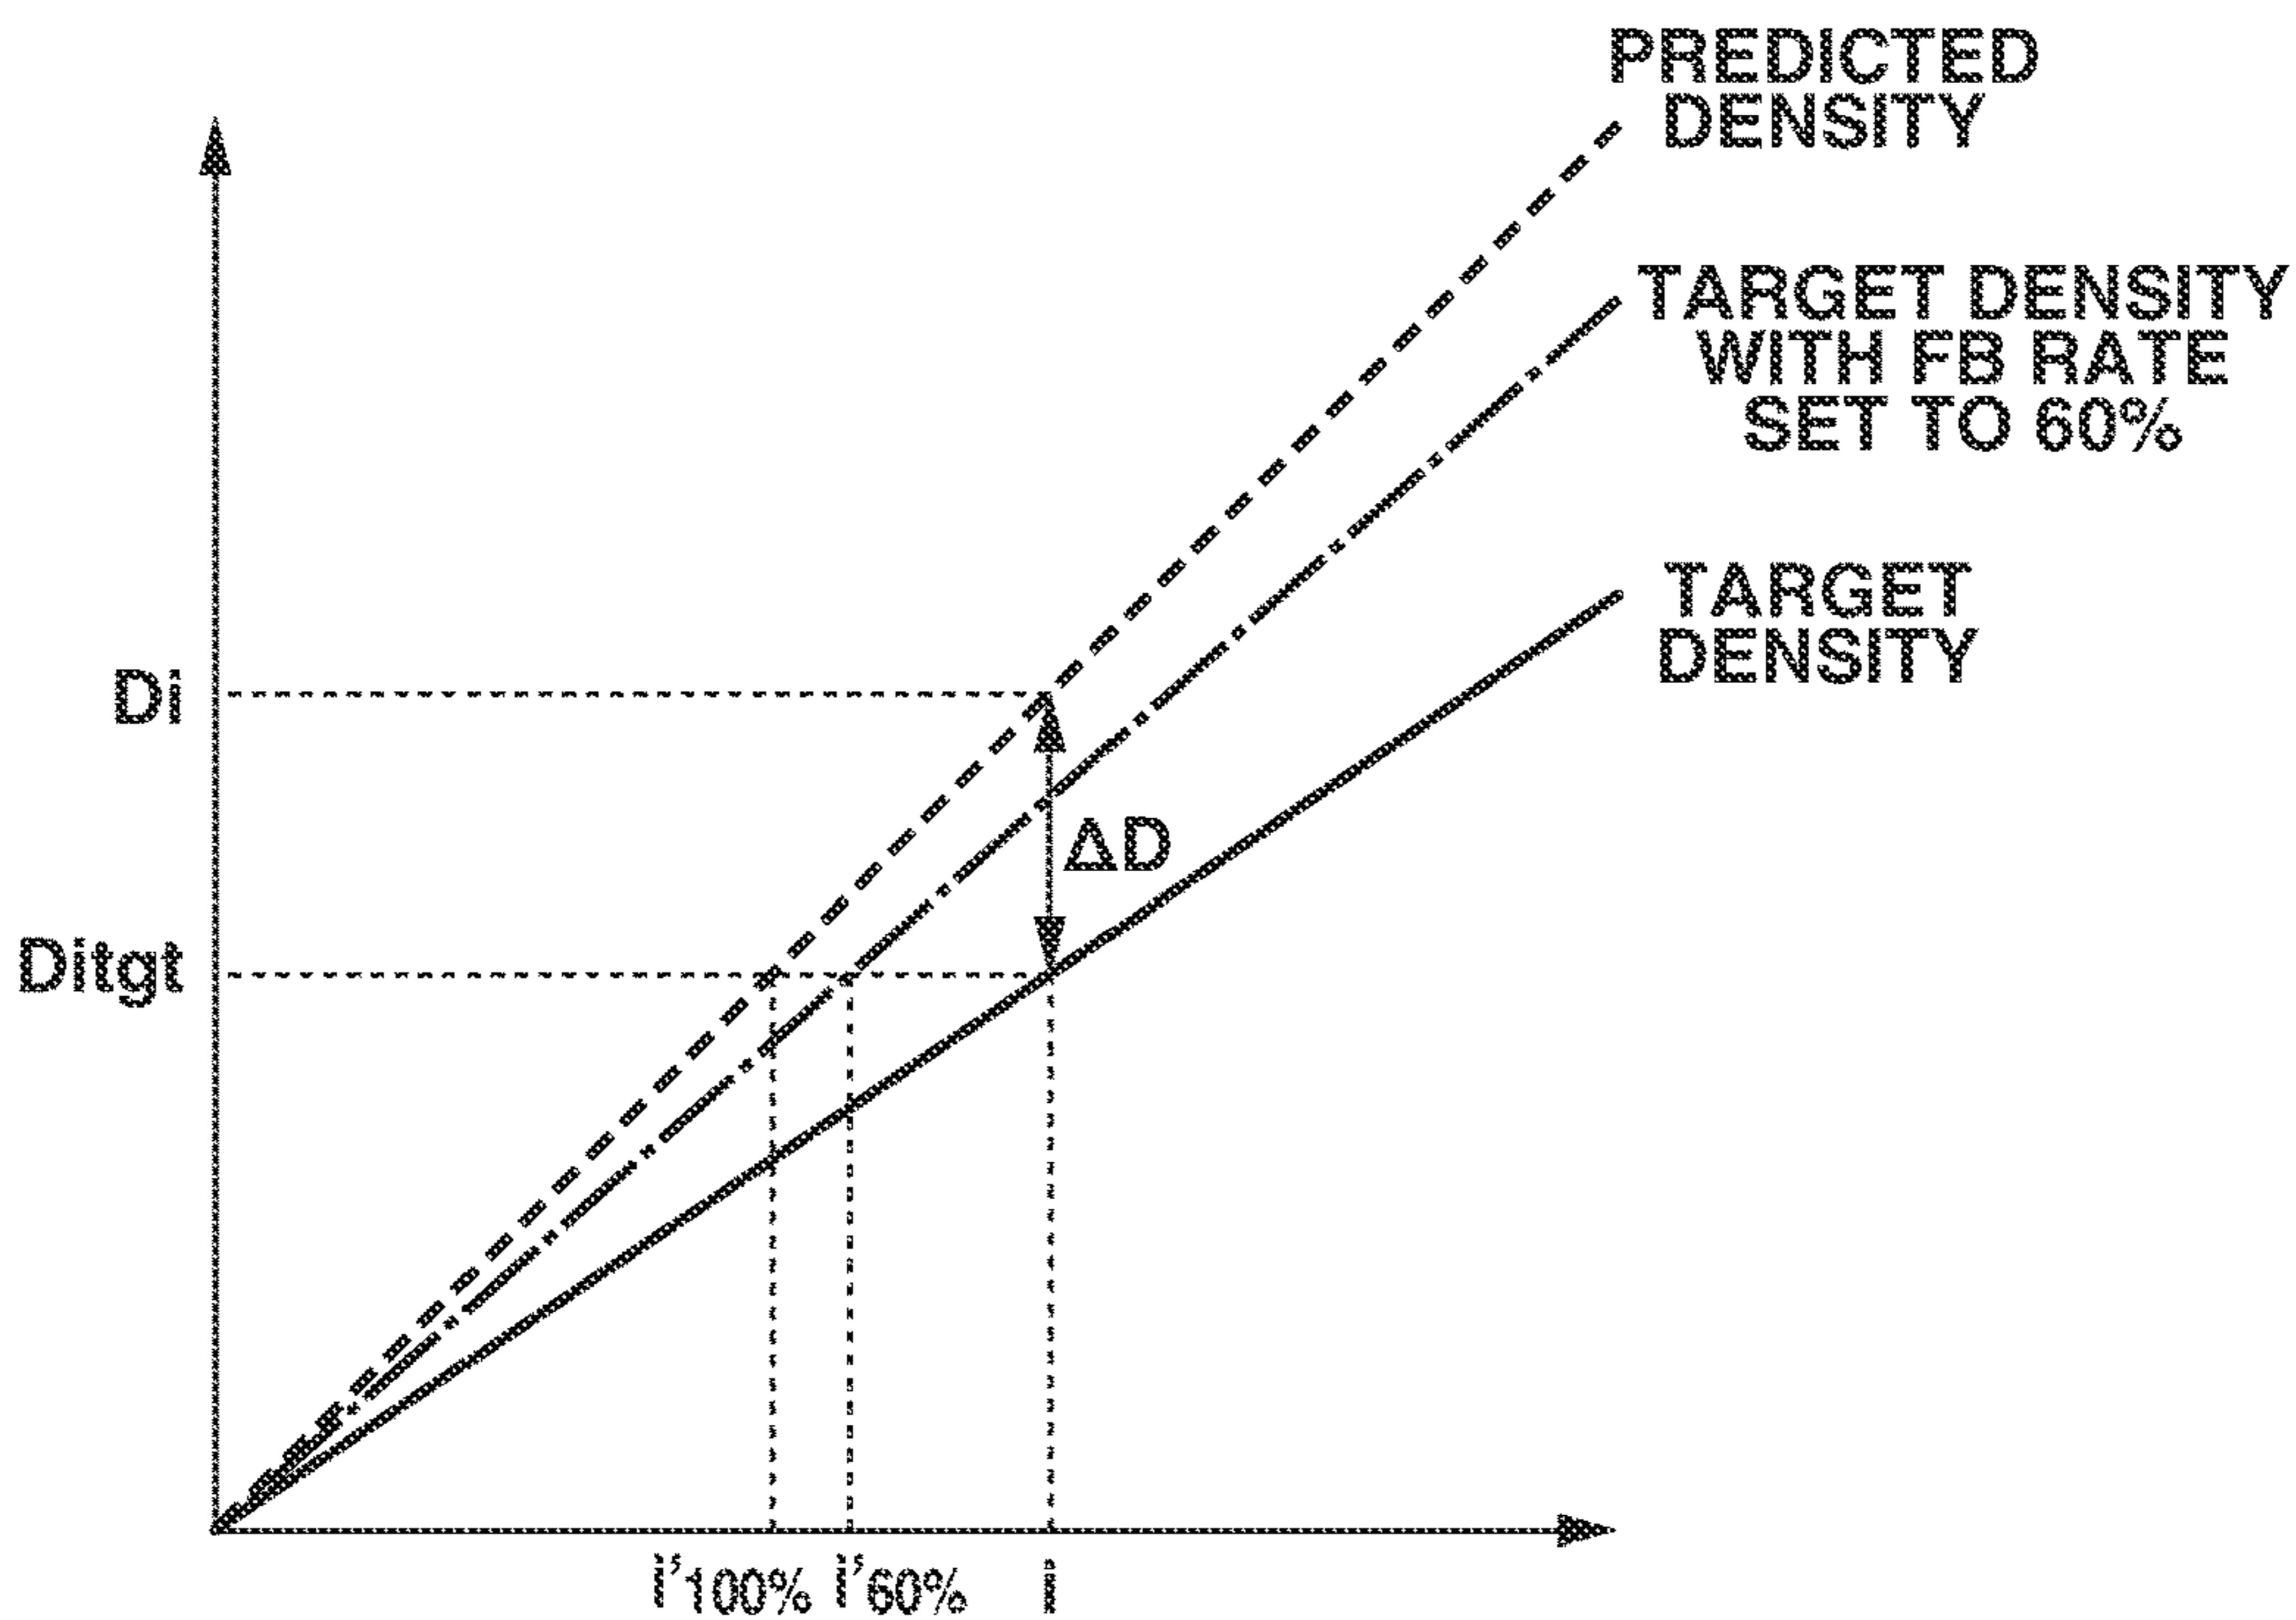 PREDICTED
DENSITY
TARGET DENSITY
WITH FB RATE
SET TO 60%
TARGET
DENSITY
Di
ΔD
Ditgt
i'100% i'60% i